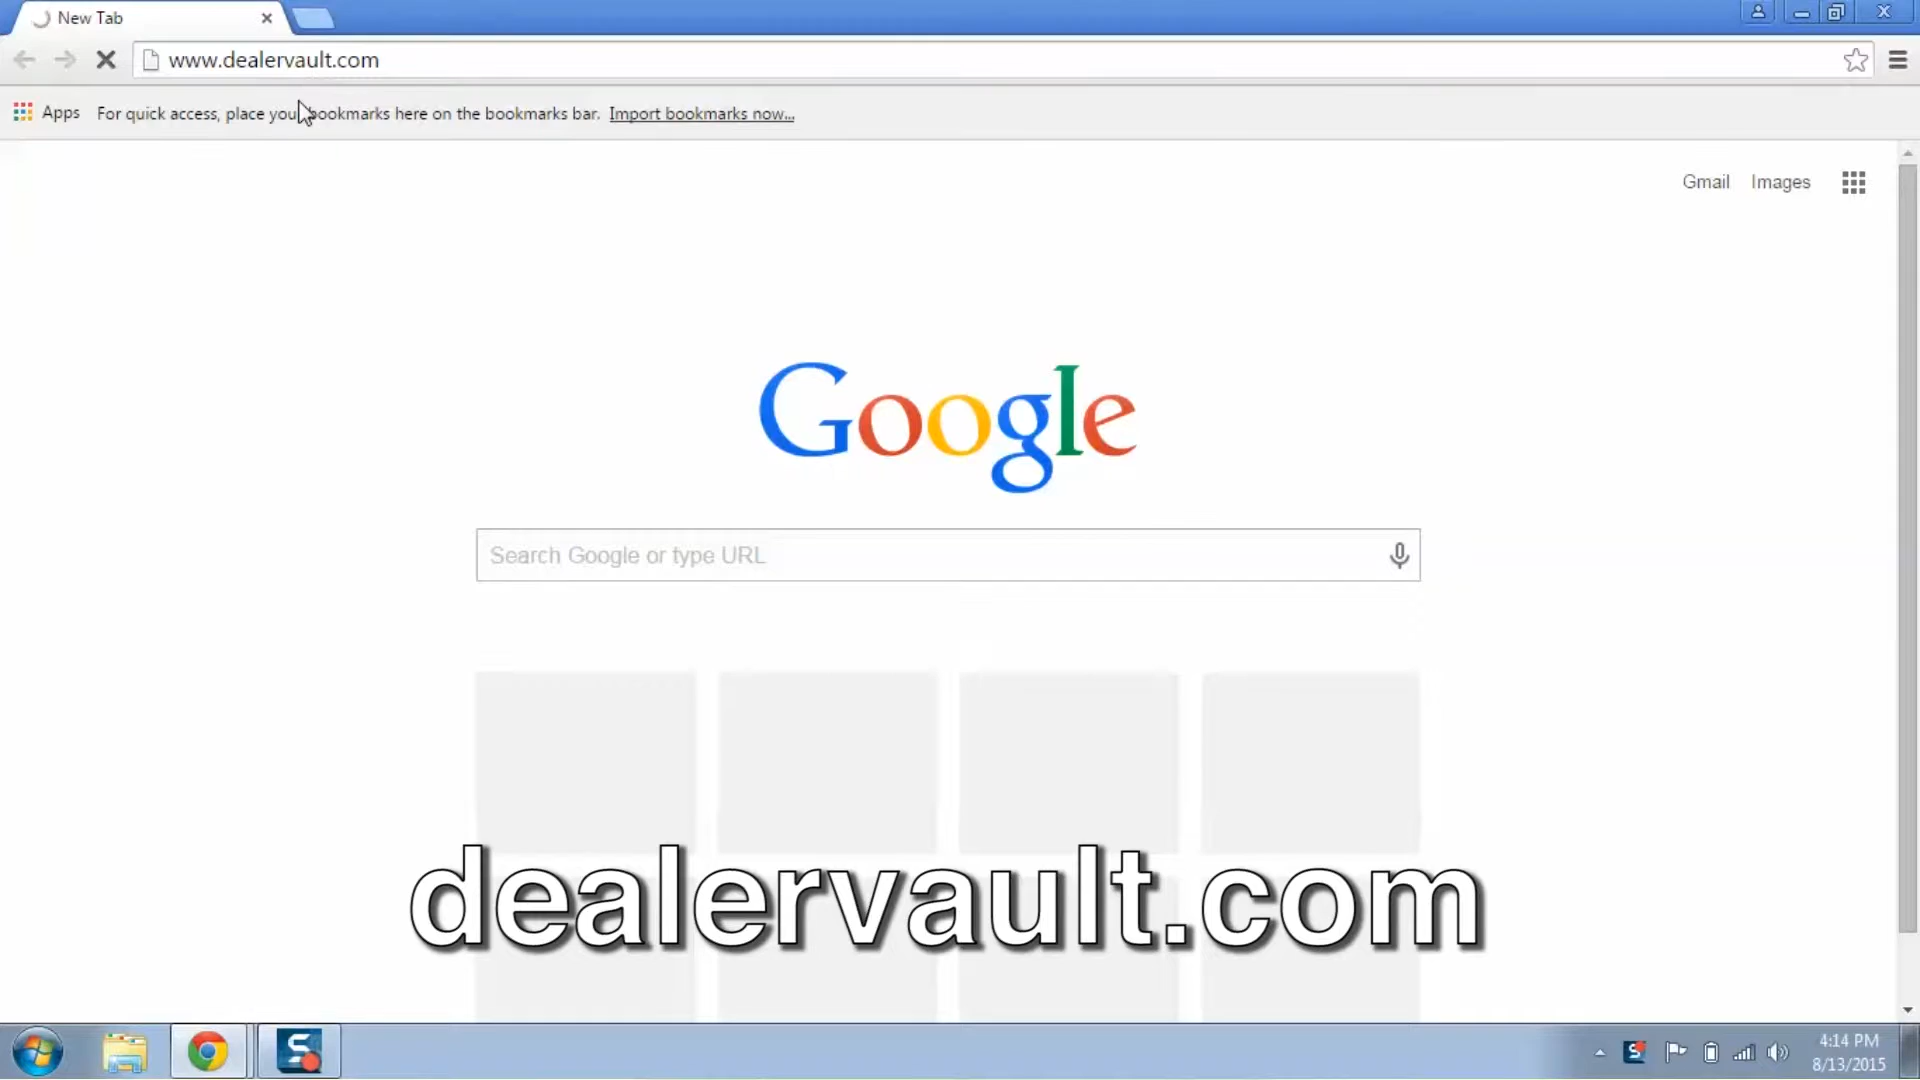 New Tab
www.dealervault.com
Apps For quick access, place your bookmarks here on the bookmarks bar. Import bookmarks now...
Gmail Images
Google
Search Google or type URL
dealervault.com
4:14 PM
8/13/2015